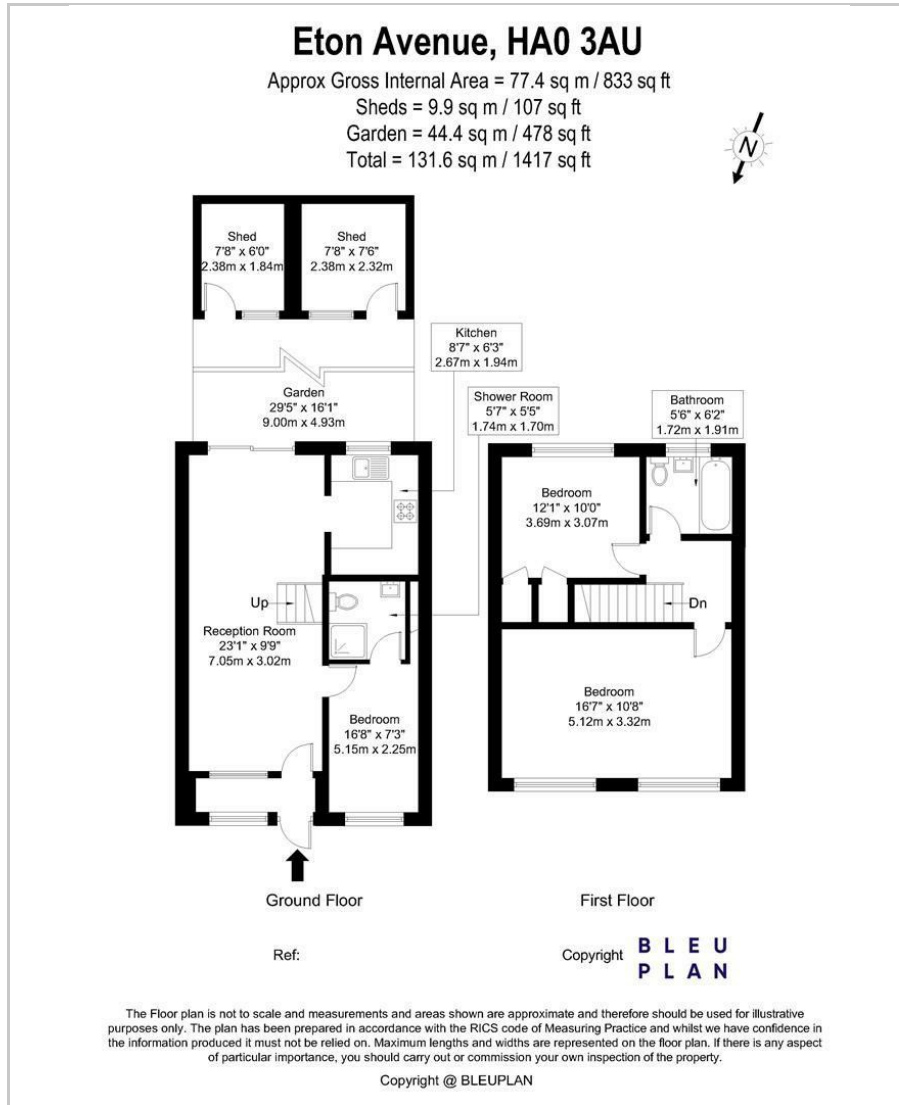 Eton Avenue, HA0 3AU
Approx Gross Internal Area = 77.4 sq m / 833 sq ft
Sheds = 9.9 sq m / 107 sq ft
Garden = 44.4 sq m / 478 sq ft
Total = 131.6 sq m / 1417 sq ft
N
Shed
7'8" x 6'0"
2.38m x 1.84m
Shed
7'8" x 7'6"
2.38m x 2.32m
Kitchen
8'7" x 6'3"
2.67m x 1.94m
Garden
29'5" x 16'1"
9.00m x 4.93m
Shower Room
5'7" x 5'5"
1.74m x 1.70m
Bathroom
5'6" x 6'2"
1.72m x 1.91m
Bedroom
12'1" x 10'0"
3.69m x 3.07m
Up
Dn
Reception Room
23'1" x 9'9"
7.05m x 3.02m
Bedroom
16'8" x 7'3"
5.15m x 2.25m
Bedroom
16'7" x 10'8"
5.12m x 3.32m
Ground Floor
First Floor
Ref:
Copyright
BLEU
PLAN
The Floor plan is not to scale and measurements and areas shown are approximate and therefore should be used for illustrative
purposes only. The plan has been prepared in accordance with the RICS code of Measuring Practice and whilst we have confidence in
the information produced it must not be relied on. Maximum lengths and widths are represented on the floor plan. If there is any aspect
of particular importance, you should carry out or commission your own inspection of the property.
Copyright @ BLEUPLAN